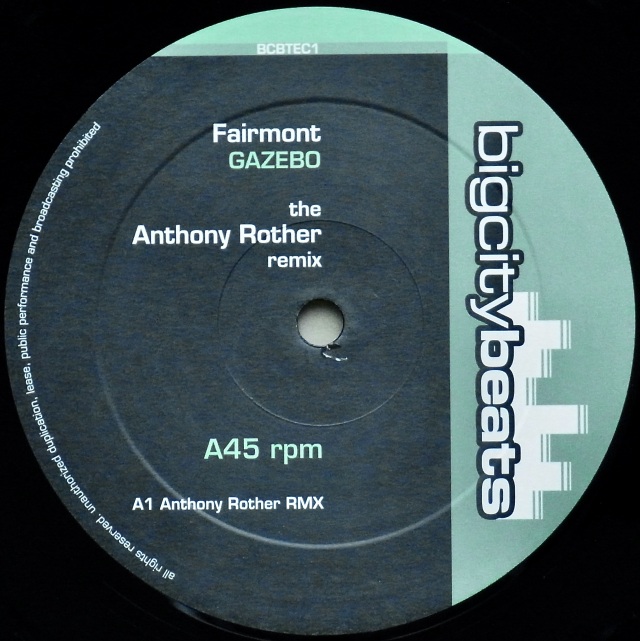 BCBTEC1
Fairmont
GAZEBO
the
Anthony Rother
remix
A45 rpm
A1 Anthony Rother RMX
bigcitybeats
all rights reserved. unauthorized duplication, lease, public performance and broadcasting prohibited